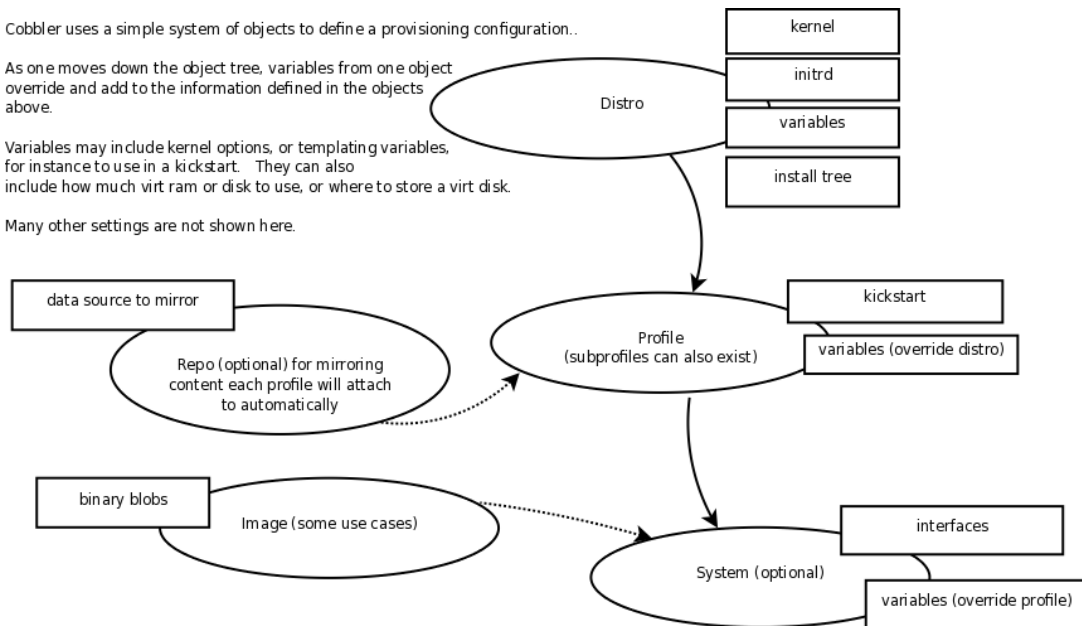 Cobbler uses a simple system of objects to define a provisioning configuration..
As one moves down the object tree, variables from one object
override and add to the information defined in the objects
above.
Variables may include kernel options, or templating variables,
for instance to use in a kickstart. They can also
include how much virt ram or disk to use, or where to store a virt disk.
Many other settings are not shown here.
kernel
initrd
Distro
variables
install tree
data source to mirror
kickstart
Profile
(subprofiles can also exist)
variables (override distro)
Repo (optional) for mirroring
content each profile will attach
to automatically
binary blobs
Image (some use cases)
interfaces
System (optional)
variables (override profile)